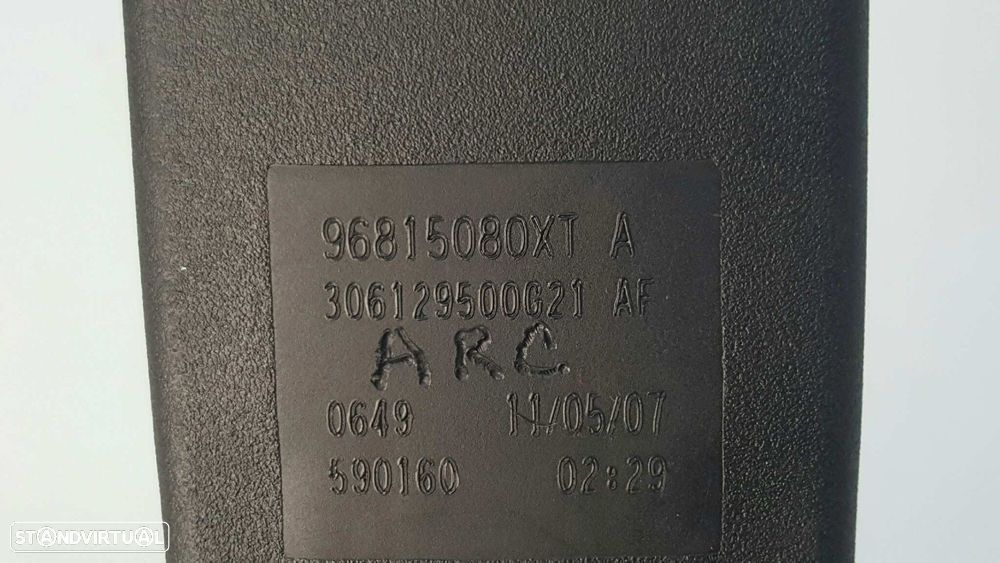 96815080XT A
306129500G21 AF
ARC
0649 11/05/07
590160 02:29
STANDVIRTUAL